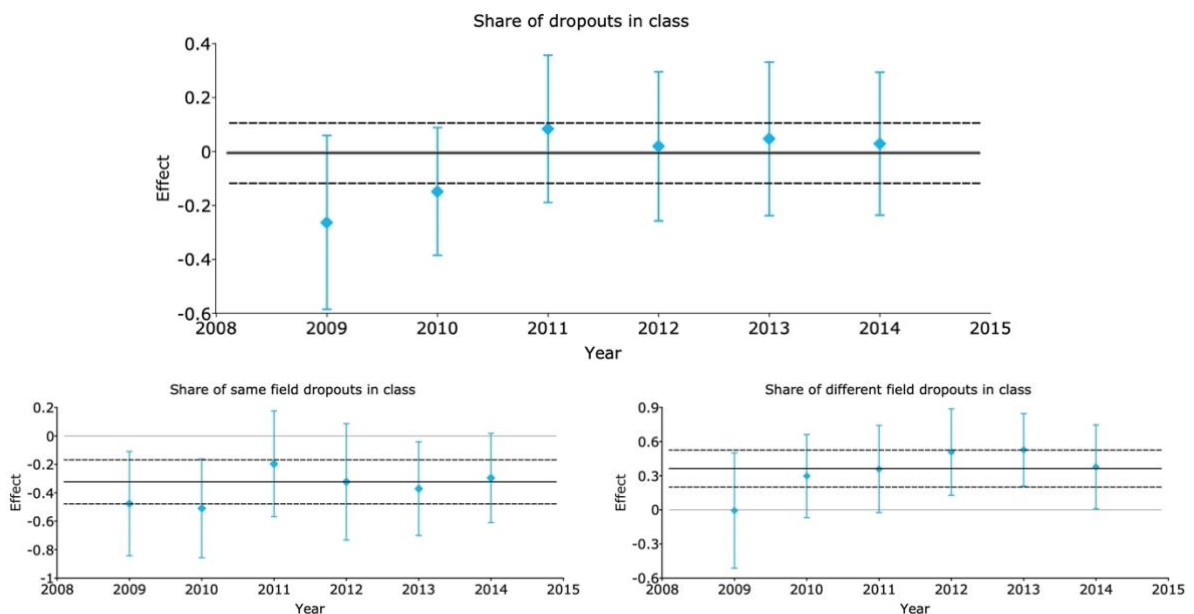 Share of dropouts in class
0.4
0.2
0
-0.2
-0.4
-0.6
Effect
2008 2009 2010 2011 2012 2013 2014 2015
Year
Share of same field dropouts in class
0.2
0
-0.2
-0.4
-0.6
-0.8
-1
Effect
2008 2009 2010 2011 2012 2013 2014 2015
Year
Share of different field dropouts in class
0.9
0.6
0.3
0
-0.3
-0.6
Effect
2008 2009 2010 2011 2012 2013 2014 2015
Year